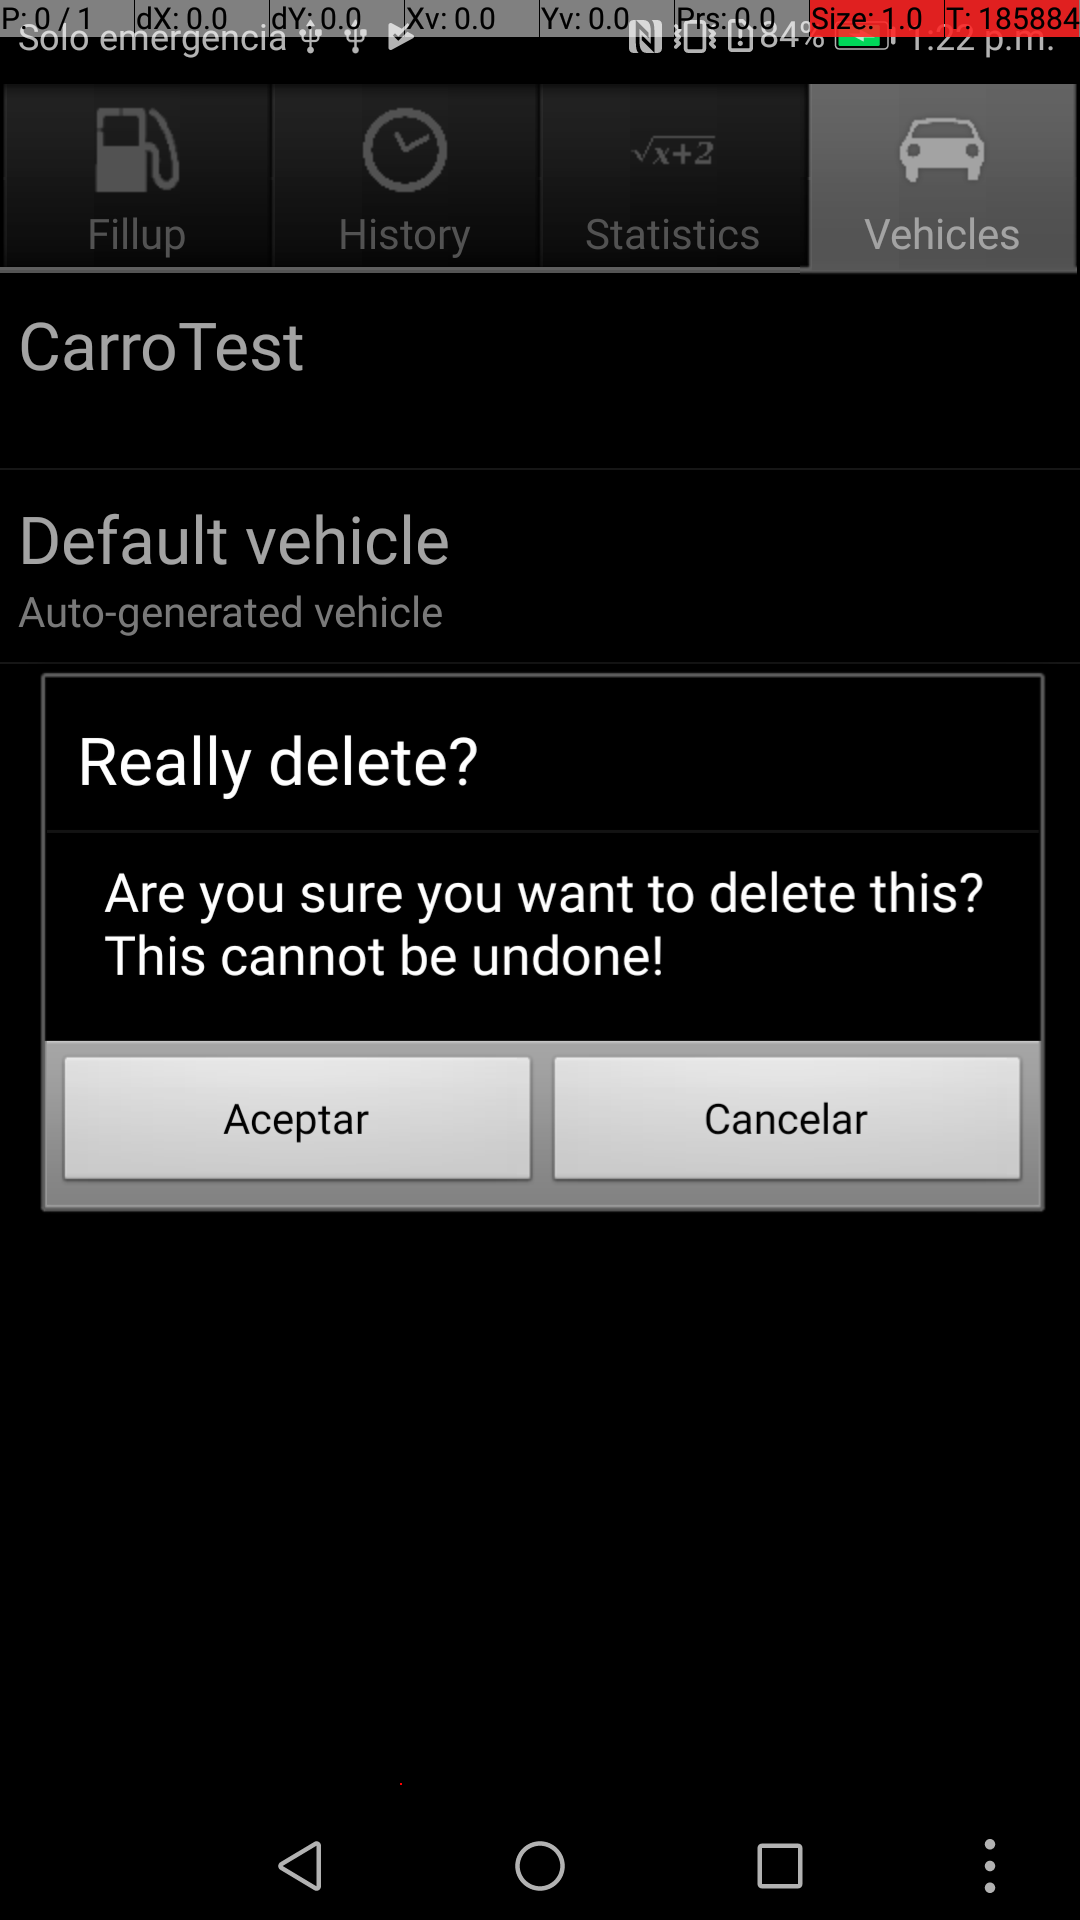 P: 0 / 1 dX: 0.0 dY: 0.0 Xv: 0.0 Yv: 0.0 Prs: 0.0 Size: 1.0 T: 185884
Solo emergencia 84% 1:22 p.m.
Fillup History √x+2 Statistics Vehicles
CarroTest
Default vehicle
Auto-generated vehicle
Really delete?
Are you sure you want to delete this?
This cannot be undone!
Aceptar Cancelar